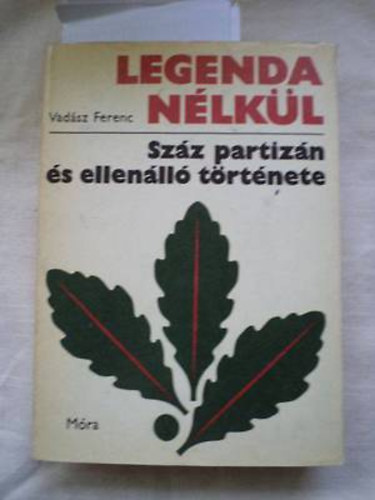 LEGENDA
Vadász Ferenc NÉLKÜL
Száz partizán
és ellenálló története
Móra